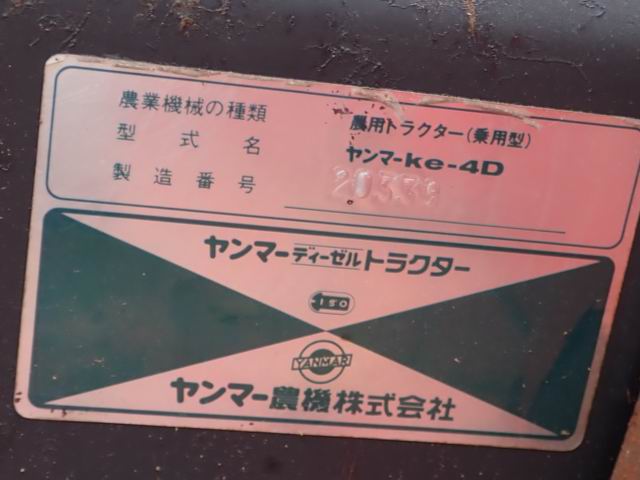 農業機械の種類 農用トラクター(乗用型)
型式名 ヤンマーke-4D
製造番号 20339
ヤンマーディーゼルトラクター
YANMAR
ヤンマー農機株式会社